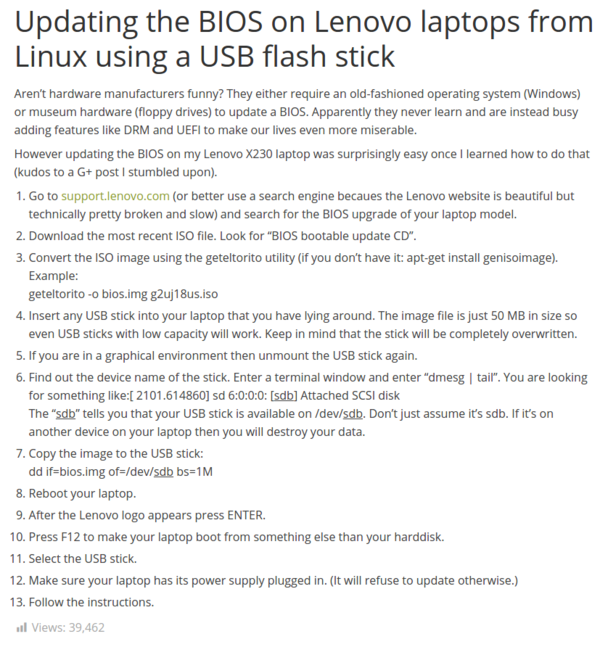 Updating the BIOS on Lenovo laptops from
Linux using a USB flash stick
Aren’t hardware manufacturers funny? They either require an old-fashioned operating system (Windows)
or museum hardware (floppy drives) to update a BIOS. Apparently they never learn and are instead busy
adding features like DRM and UEFI to make our lives even more miserable.
However updating the BIOS on my Lenovo X230 laptop was surprisingly easy once I learned how to do that
(kudos to a G+ post I stumbled upon).
1. Go to support.lenovo.com (or better use a search engine becaues the Lenovo website is beautiful but
technically pretty broken and slow) and search for the BIOS upgrade of your laptop model.
2. Download the most recent ISO file. Look for “BIOS bootable update CD”.
3. Convert the ISO image using the geteltorito utility (if you don’t have it: apt-get install genisoimage).
Example:
geteltorito -o bios.img g2uj18us.iso
4. Insert any USB stick into your laptop that you have lying around. The image file is just 50 MB in size so
even USB sticks with low capacity will work. Keep in mind that the stick will be completely overwritten.
5. If you are in a graphical environment then unmount the USB stick again.
6. Find out the device name of the stick. Enter a terminal window and enter “dmesg | tail”. You are looking
for something like:[ 2101.614860] sd 6:0:0:0: [sdb] Attached SCSI disk
The “sdb” tells you that your USB stick is available on /dev/sdb. Don’t just assume it’s sdb. If it’s on
another device on your laptop then you will destroy your data.
7. Copy the image to the USB stick:
dd if=bios.img of=/dev/sdb bs=1M
8. Reboot your laptop.
9. After the Lenovo logo appears press ENTER.
10. Press F12 to make your laptop boot from something else than your harddisk.
11. Select the USB stick.
12. Make sure your laptop has its power supply plugged in. (It will refuse to update otherwise.)
13. Follow the instructions.
Views: 39,462